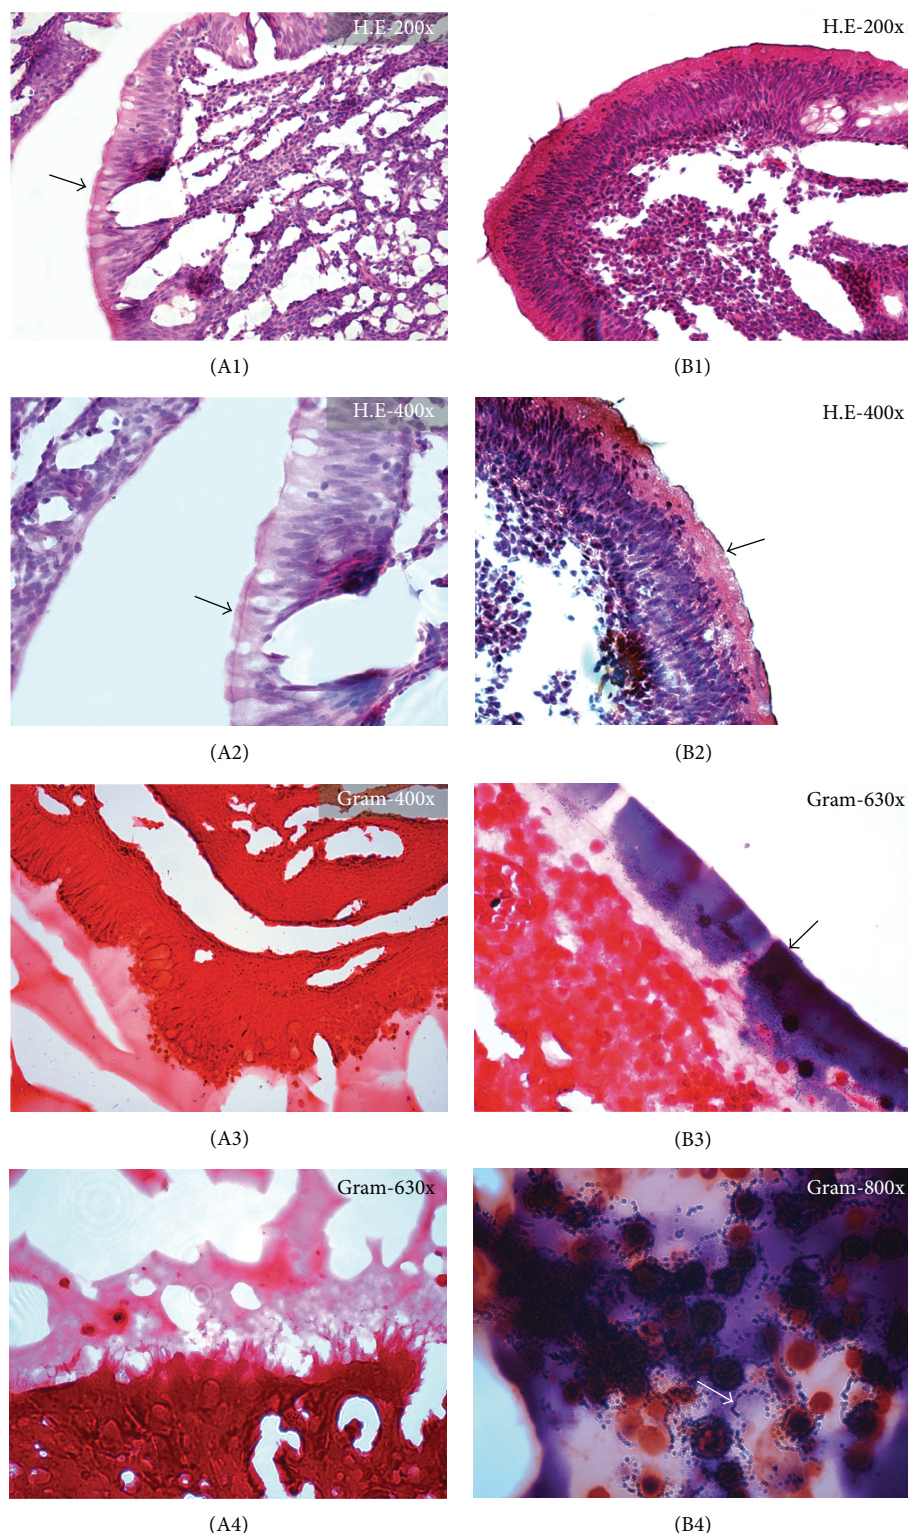 H.E-200x
H.E-200x
(A1)
(B1)
H.E-400x
H.E-400x
(A2)
(B2)
Gram-400x
Gram-630x
(A3)
(B3)
Gram-630x
Gram-800x
(A4)
(B4)